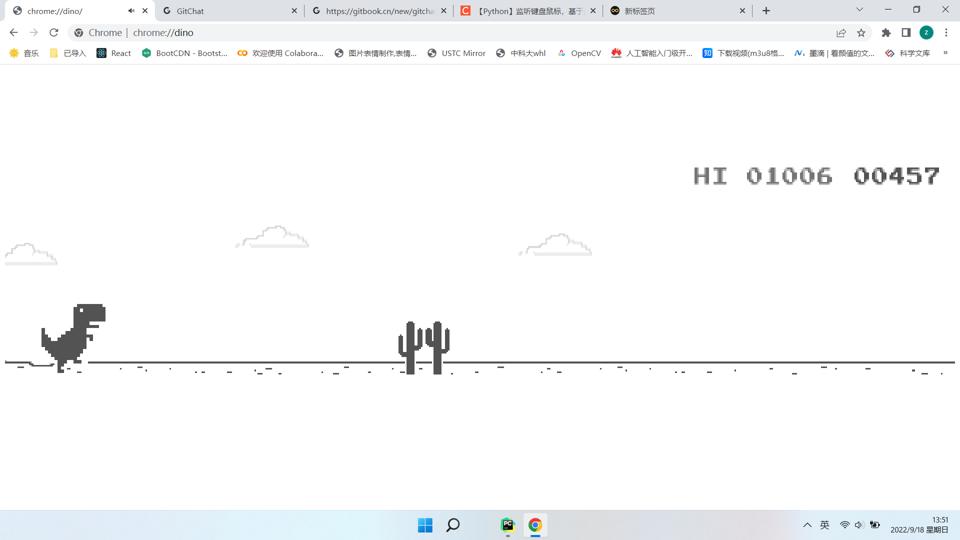 chrome://dino/
GitChat
https://gitbook.cn/new/gitcha
【Python】监听键盘鼠标，基于
新标签页
Chrome | chrome://dino
音乐
已导入
React
BootCDN - Bootst...
欢迎使用 Colabora...
图片表情制作,表情...
USTC Mirror
中科大whl
OpenCV
人工智能入门级开...
下载视频(m3u8格...
墨滴 | 看颜值的文...
科学文库
»
HI 01006 00457
英
13:51
2022/9/18 星期日